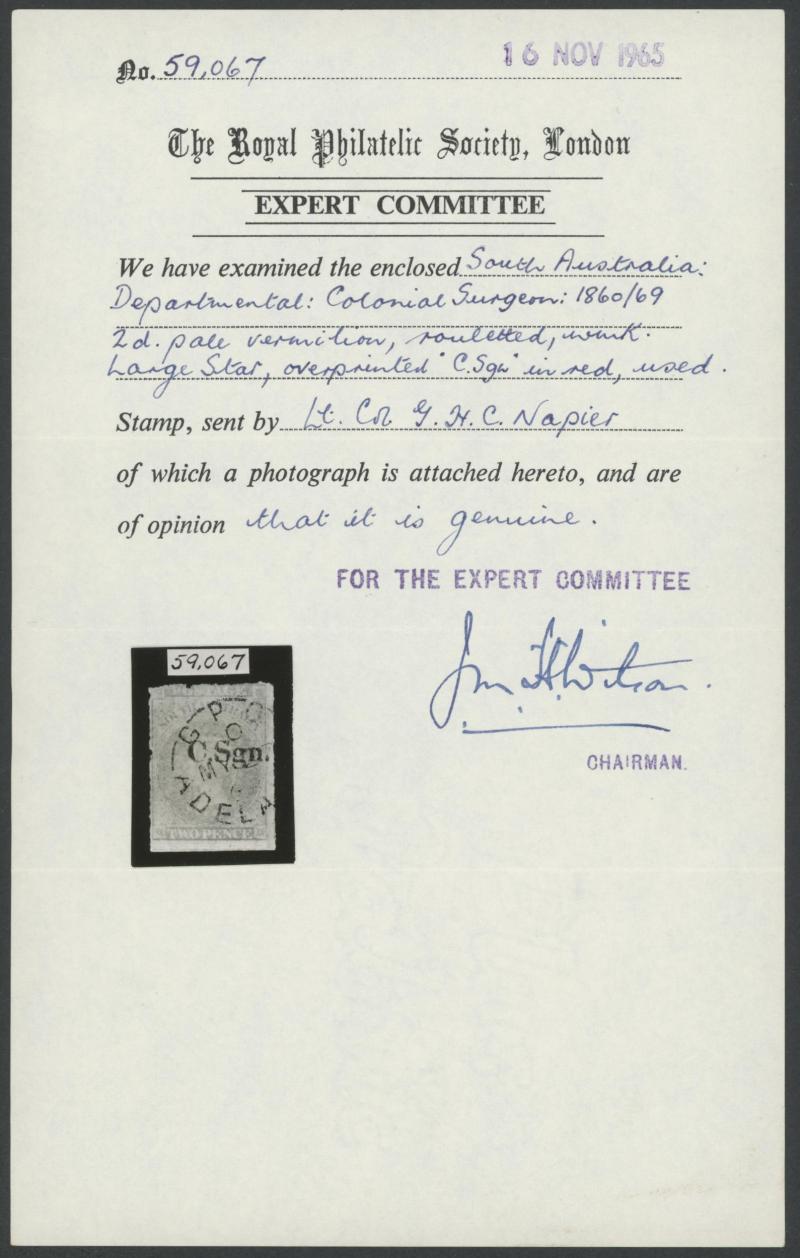 No. 59,067
16 NOV 1965
The Royal Philatelic Society, London
EXPERT COMMITTEE
We have examined the enclosed South Australia:
Departmental: Colonial Surgeon: 1860/69
2d. pale vermilion, rouletted, wmk.
Large Star, overprinted "C.Sgn" in red, used.
Stamp, sent by Lt. Col G. H. C. Napier
of which a photograph is attached hereto, and are
of opinion that it is genuine.
FOR THE EXPERT COMMITTEE
CHAIRMAN.
59,067
G P O
C.Sgn.
MY
ADELA
TWO PENCE